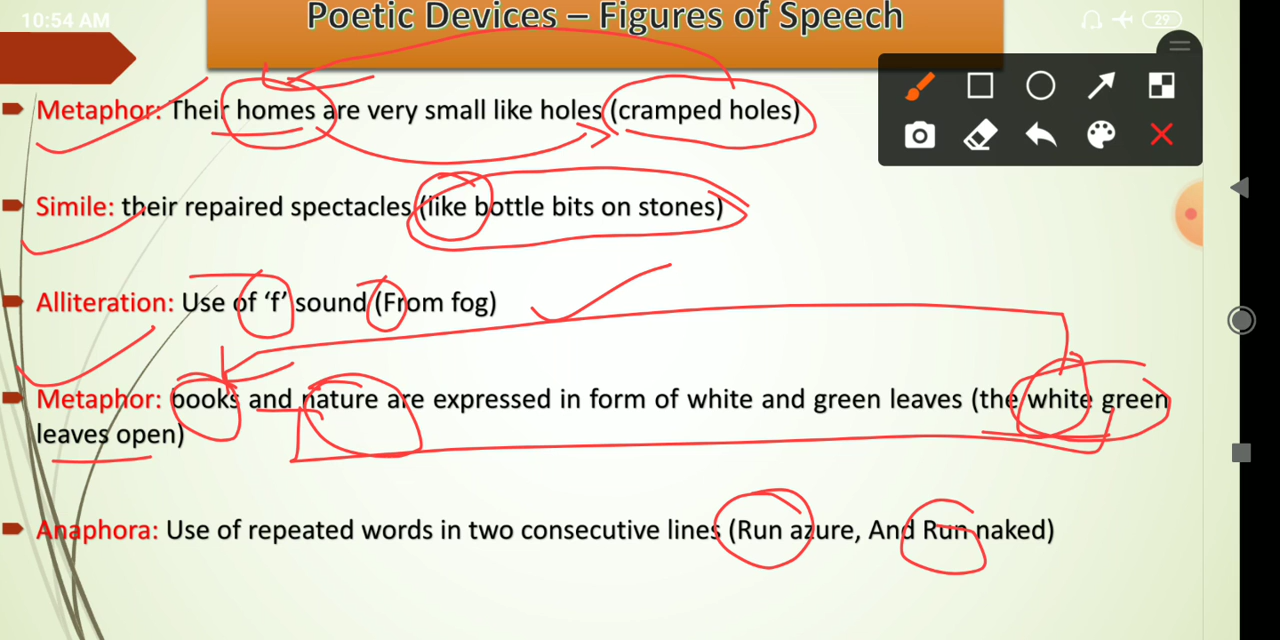 10:54 AM
Poetic Devices – Figures of Speech
29
Metaphor: Their homes are very small like holes (cramped holes)
Simile: their repaired spectacles (like bottle bits on stones)
Alliteration: Use of ‘f’ sound (From fog)
Metaphor: books and nature are expressed in form of white and green leaves (the white green
leaves open)
Anaphora: Use of repeated words in two consecutive lines (Run azure, And Run naked)